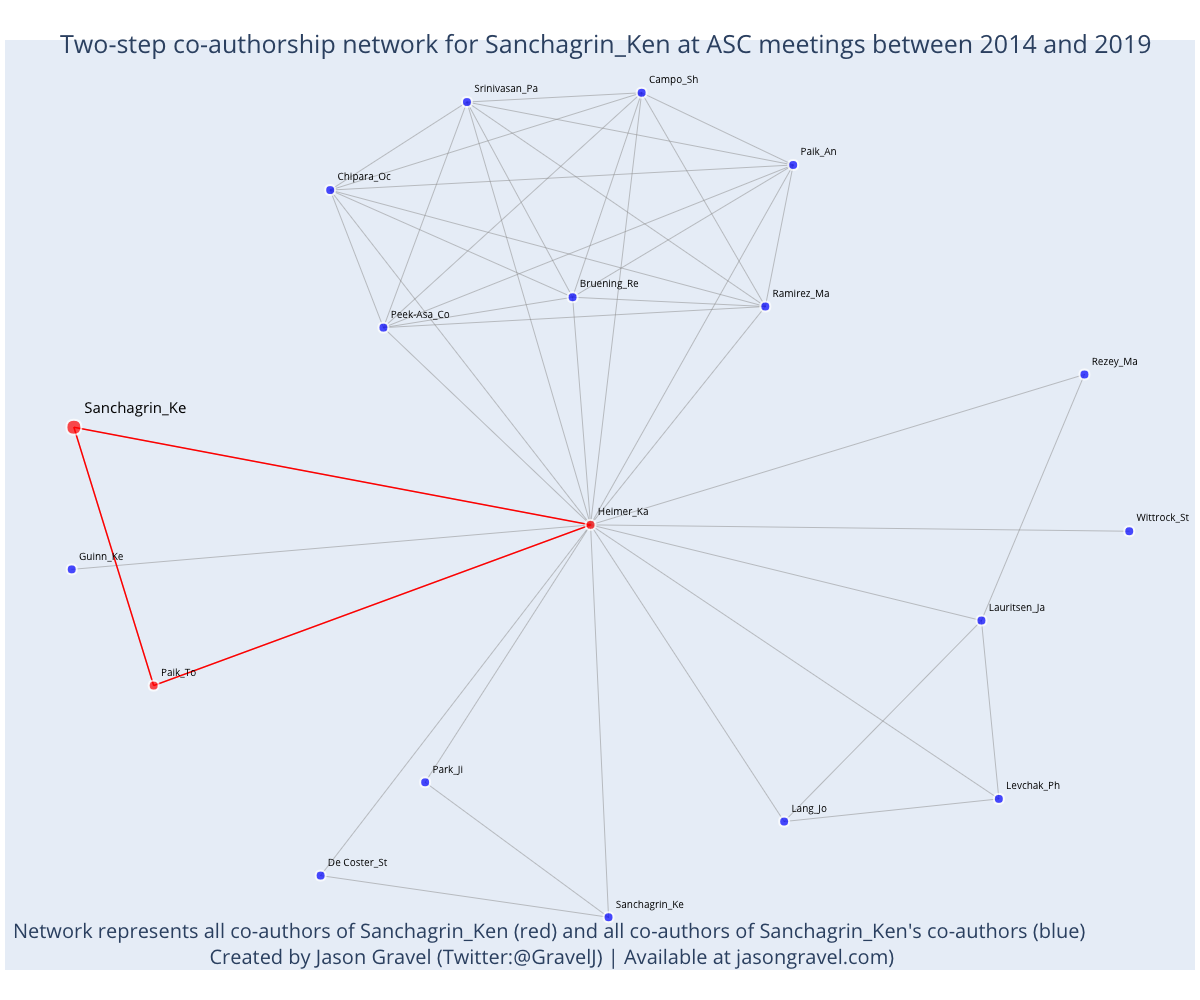 Two-step co-authorship network for Sanchagrin_Ken at ASC meetings between 2014 and 2019
Campo_Sh
Srinivasan_Pa
Paik_An
Chipara_Oc
Bruening_Re
Ramirez_Ma
Peek-Asa_Co
Rezey_Ma
Sanchagrin_Ke
Heimer_Ka
Wittrock_St
Guinn_Ke
Lauritsen_Ja
Paik_To
Park_Ji
Levchak_Ph
Lang_Jo
De Coster_St
Sanchagrin_Ke
Network represents all co-authors of Sanchagrin_Ken (red) and all co-authors of Sanchagrin_Ken's co-authors (blue)
Created by Jason Gravel (Twitter:@GravelJ) | Available at jasongravel.com)